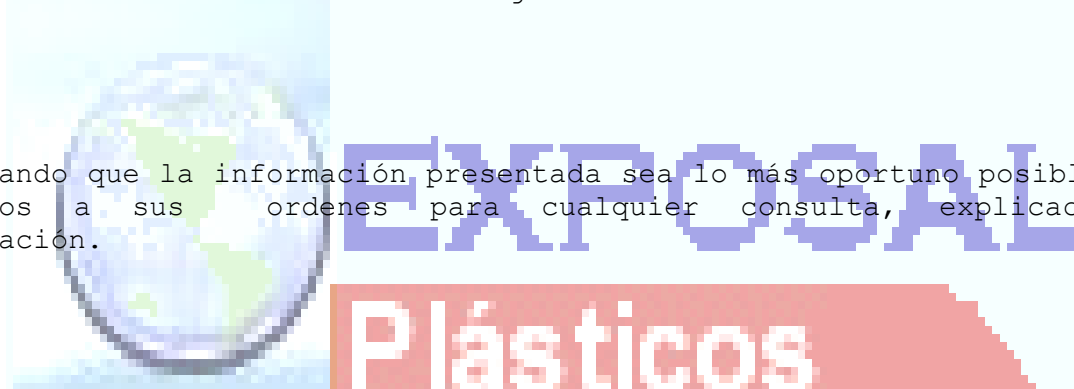 ando que la información presentada sea lo más oportuno posibl
os a sus ordenes para cualquier consulta, explicac
ación.
EXPOSAL
Plásticos